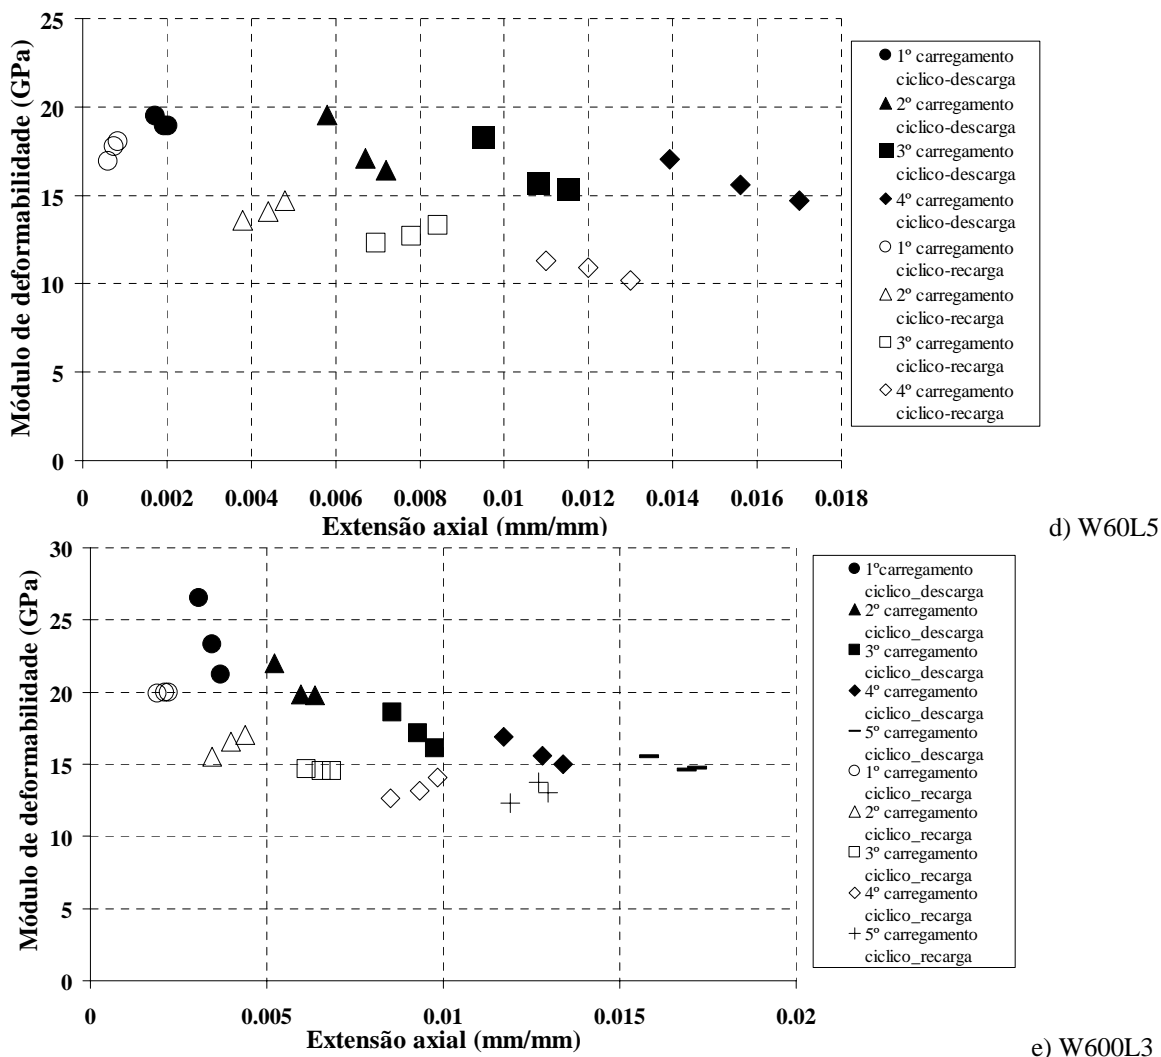 25
20
15
10
5
0
Módulo de deformabilidade (GPa)
0 0.002 0.004 0.006 0.008 0.01 0.012 0.014 0.016 0.018
Extensão axial (mm/mm)
1º carregamento
ciclico-descarga
2º carregamento
ciclico-descarga
3º carregamento
ciclico-descarga
4º carregamento
ciclico-descarga
1º carregamento
ciclico-recarga
2º carregamento
ciclico-recarga
3º carregamento
ciclico-recarga
4º carregamento
ciclico-recarga
d) W60L5
30
25
20
15
10
5
0
Módulo de deformabilidade (GPa)
0 0.005 0.01 0.015 0.02
Extensão axial (mm/mm)
1ºcarregamento
ciclico_descarga
2º carregamento
ciclico_descarga
3º carregamento
ciclico_descarga
4º carregamento
ciclico_descarga
5º carregamento
ciclico_descarga
1º carregamento
ciclico_recarga
2º carregamento
ciclico_recarga
3º carregamento
ciclico_recarga
4º carregamento
ciclico_recarga
5º carregamento
ciclico_recarga
e) W600L3